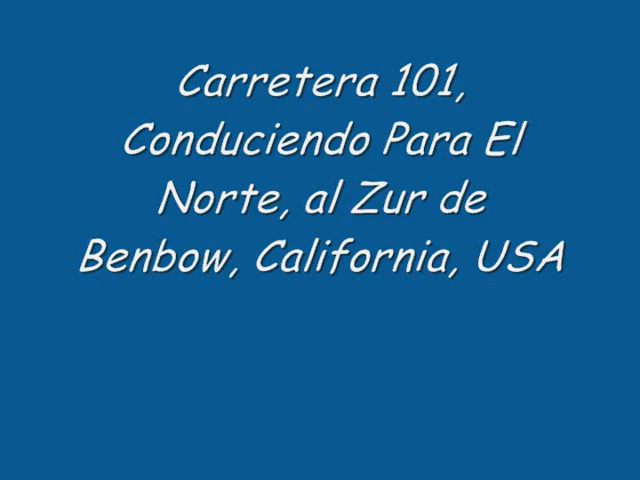 Carretera 101,
Conduciendo Para El
Norte, al Zur de
Benbow, California, USA